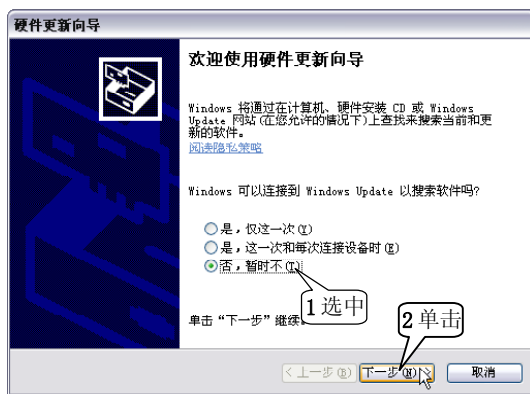 硬件更新向导
欢迎使用硬件更新向导
Windows 将通过在计算机、硬件安装 CD 或 Windows
Update 网站(在您允许的情况下)上查找来搜索当前和更
新的软件。
阅读隐私策略
Windows 可以连接到 Windows Update 以搜索软件吗?
是，仅这一次(Y)
是，这一次和每次连接设备时(E)
否，暂时不(T)
1选中
单击“下一步”继续。
2单击
<上一步(B) 下一步(N)> 取消